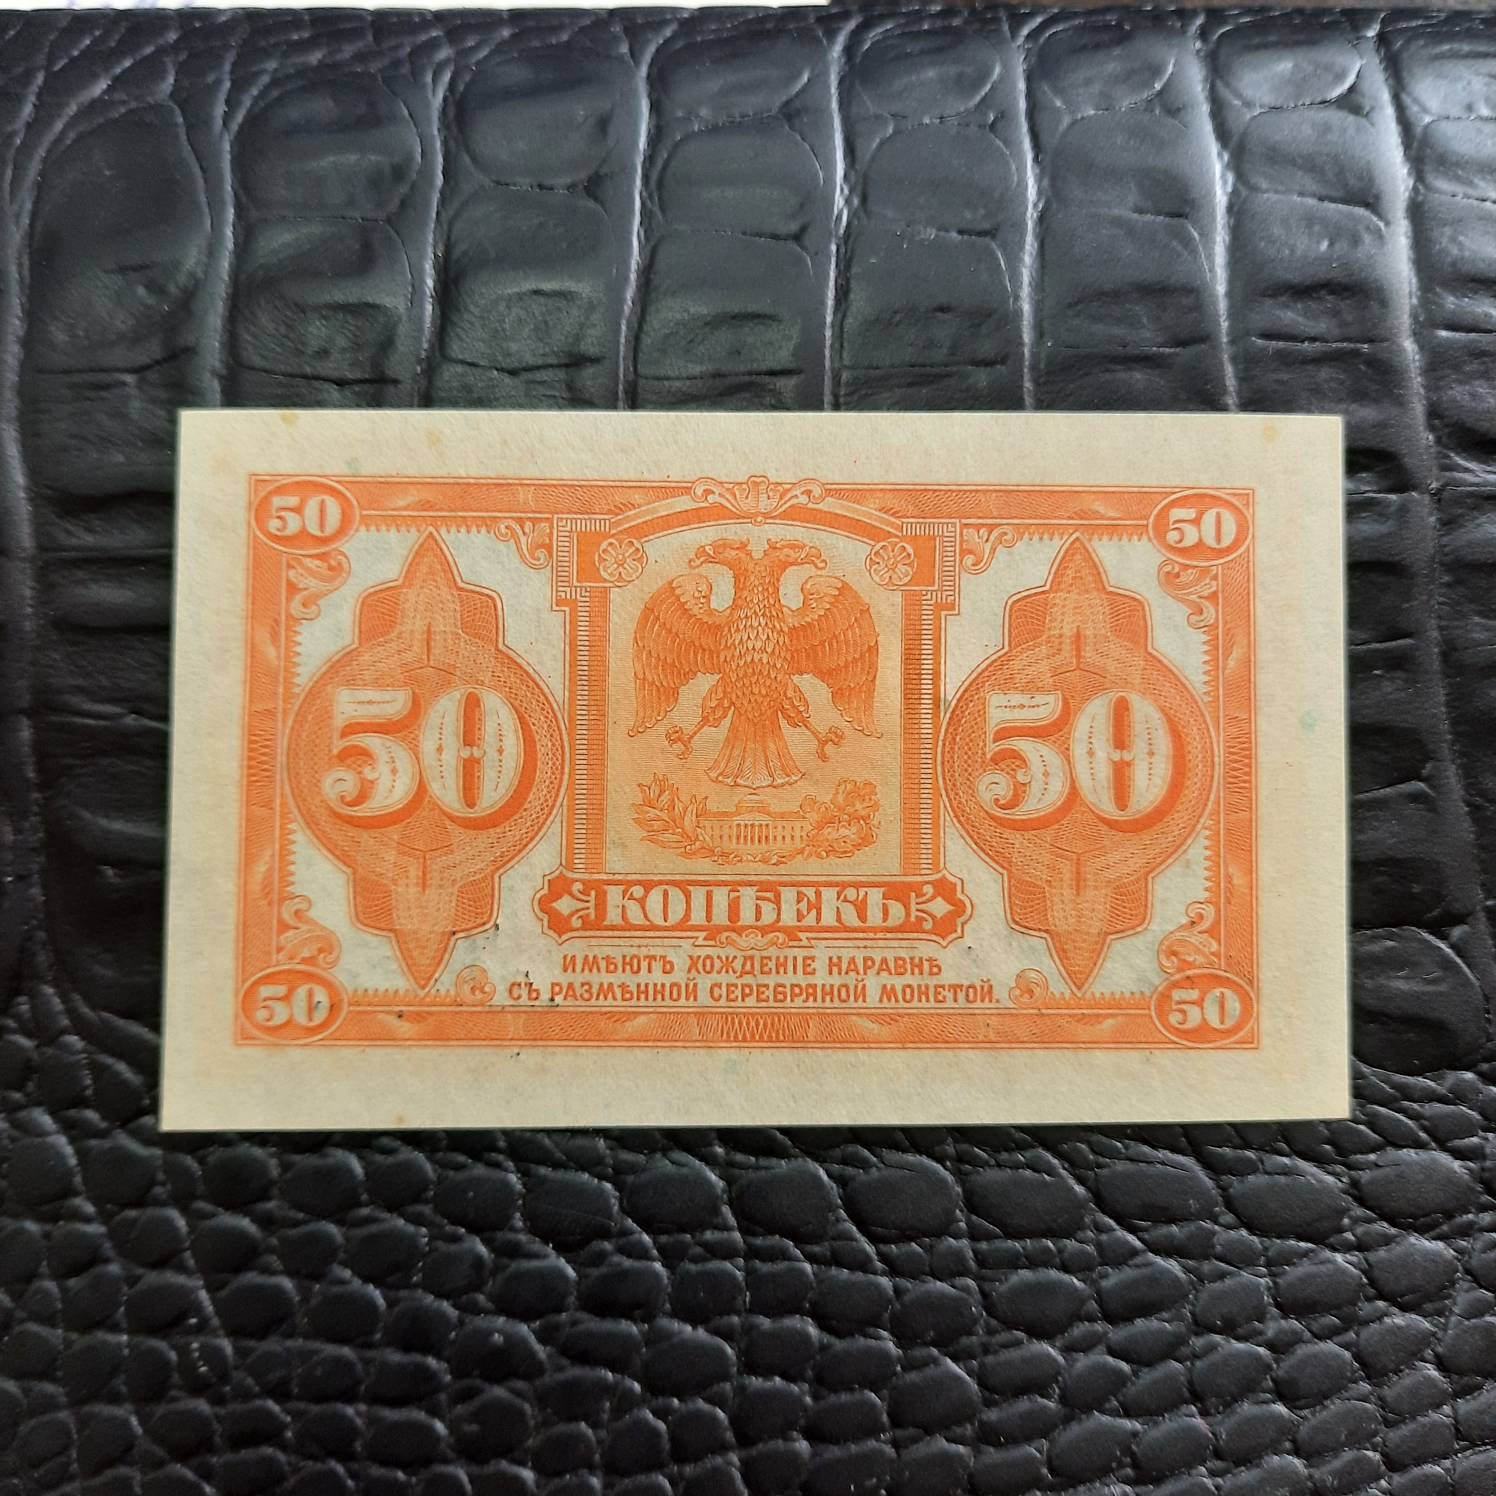 50 50
50 50
КОПѢЕКЪ
ИМѢЮТЪ ХОЖДЕНІЕ НАРАВНѢ
СЪ РАЗМѢННОЙ СЕРЕБРЯНОЙ МОНЕТОЙ.
50 50